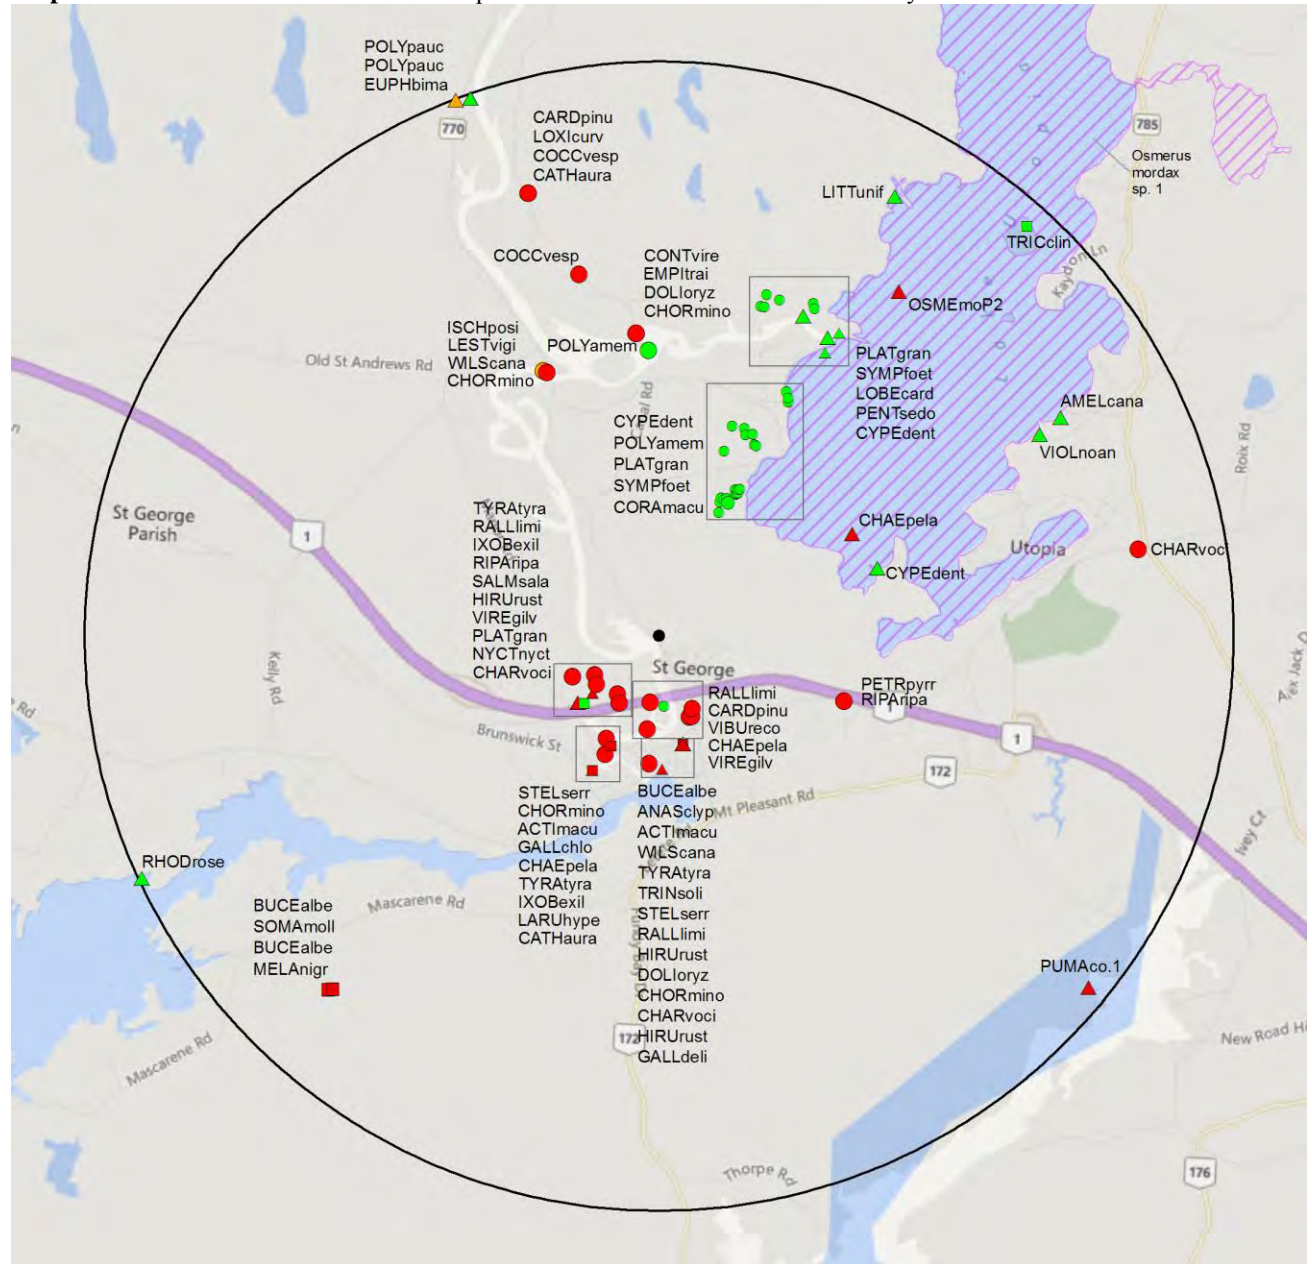 POLYpauc
POLYpauc
EUPHbima
770
CARDpinu
LOXIcurv
COCCvesp
CATHaura
785
Osmerus
mordax
sp. 1
LITTunif
TRICclin
Kaydon Ln
COCCvesp
CONTvire
EMPItrai
DOLIoryz
CHORmino
OSMEmoP2
ISCHposi
LESTvigi
WILScana
CHORmino
POLYamem
Old St Andrews Rd
PLATgran
SYMPfoet
LOBEcard
PENTsedo
CYPEdent
AMELcana
VIOLnoan
Roix Rd
CYPEdent
POLYamem
PLATgran
SYMPfoet
CORAmacu
St George
Parish
1
TYRAtyra
RALLlimi
IXOBexil
RIPAripa
SALMsala
HIRUrust
VIREgilv
PLATgran
NYCTnyct
CHARvoci
CHAEpela
CYPEdent
Utopia
CHARvoci
Kelly Rd
St George
PETRpyrr
RIPAripa
1
1
RALLlimi
CARDpinu
VIBUreco
CHAEpela
VIREgilv
Brunswick St
172
Mt Pleasant Rd
STELserr
CHORmino
ACTImacu
GALLchlo
CHAEpela
TYRAtyra
IXOBexil
LARUhype
CATHaura
BUCEalbe
ANASclyp
ACTImacu
WILScana
TYRAtyra
TRINsoli
STELserr
RALLlimi
HIRUrust
DOLIoryz
CHORmino
CHARvoci
HIRUrust
GALLdeli
Ivey Ct
RHODrose
Mascarene Rd
BUCEalbe
SOMAmoll
BUCEalbe
MELAnigr
PUMAco.1
172
Mascarene Rd
New Road
Thorpe Rd
176